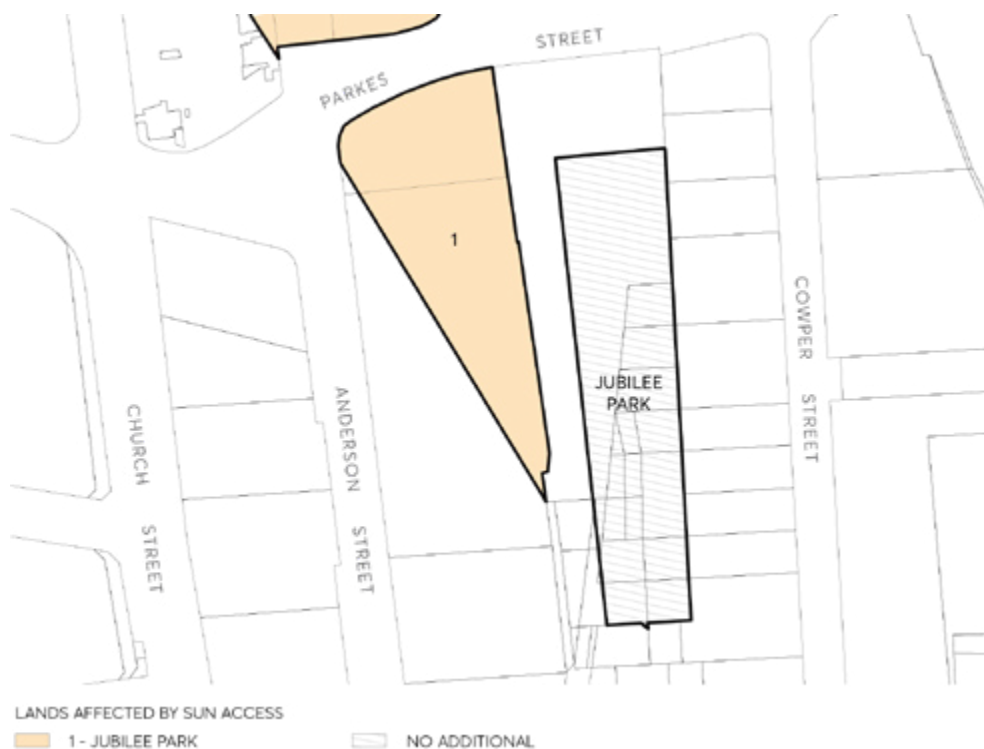 STREET
PARKES
1
COWPER
STREET
JUBILEE
PARK
ANDERSON
STREET
CHURCH
STREET
LANDS AFFECTED BY SUN ACCESS
1 - JUBILEE PARK
NO ADDITIONAL